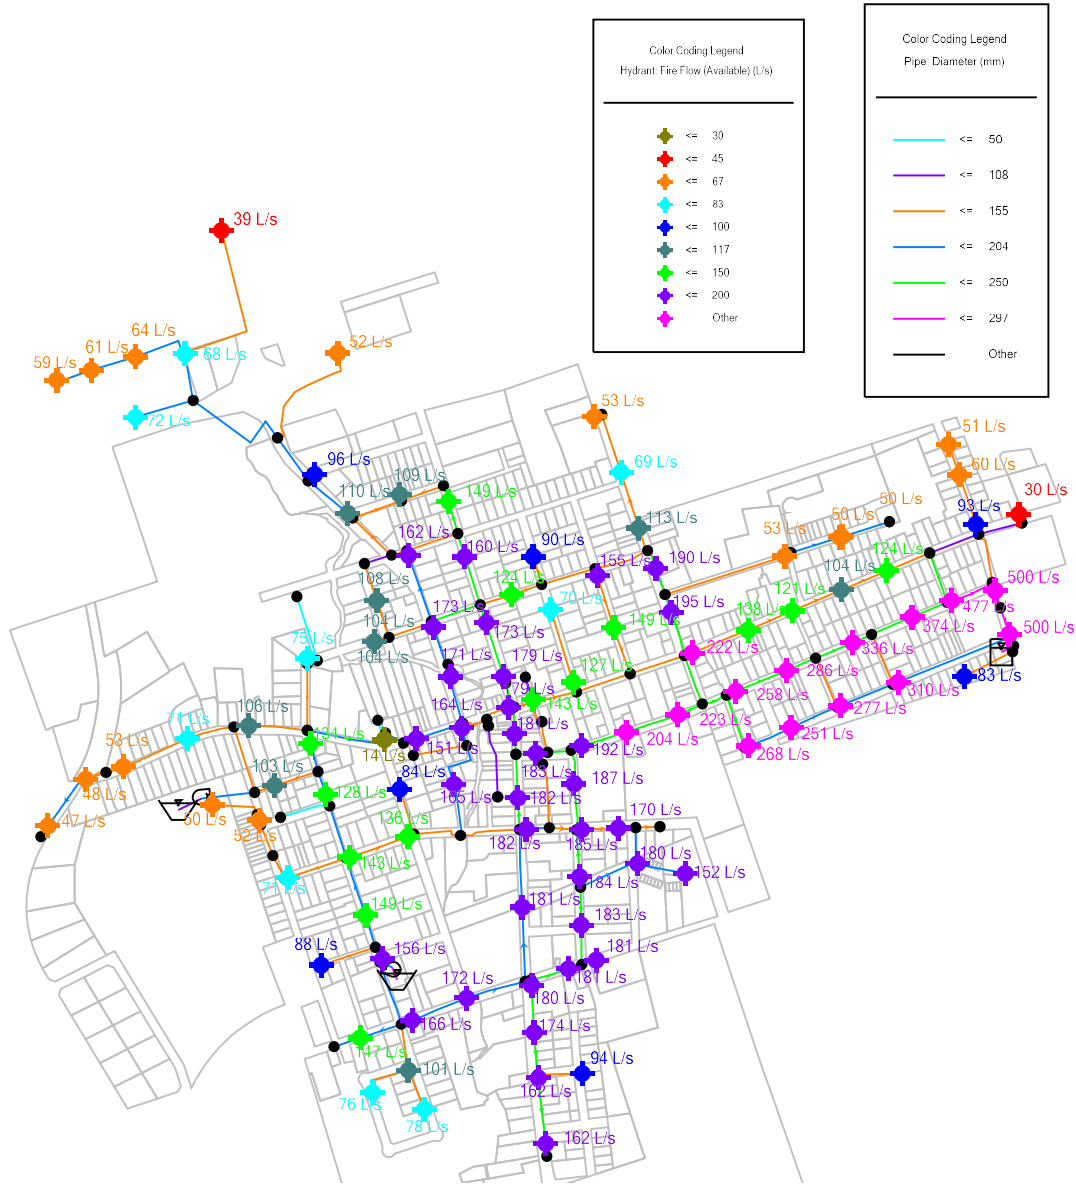 Color Coding Legend
Hydrant: Fire Flow (Available) (L/s)
<= 30
<= 45
<= 67
<= 83
<= 100
<= 117
<= 150
<= 200
Other
Color Coding Legend
Pipe: Diameter (mm)
<= 50
<= 108
<= 155
<= 204
<= 250
<= 297
Other
39 L/s
64 L/s
61 L/s
59 L/s
68 L/s
52 L/s
72 L/s
53 L/s
51 L/s
96 L/s
109 L/s
69 L/s
60 L/s
110 L/s
149 L/s
30 L/s
50 L/s
50 L/s
93 L/s
113 L/s
53 L/s
162 L/s
160 L/s
90 L/s
155 L/s
190 L/s
124 L/s
104 L/s
108 L/s
124 L/s
121 L/s
500 L/s
70 L/s
195 L/s
138 L/s
477 L/s
104 L/s
173 L/s
173 L/s
149 L/s
374 L/s
500 L/s
75 L/s
104 L/s
222 L/s
336 L/s
171 L/s
179 L/s
127 L/s
286 L/s
83 L/s
179 L/s
258 L/s
310 L/s
106 L/s
164 L/s
143 L/s
223 L/s
277 L/s
71 L/s
181 L/s
204 L/s
251 L/s
53 L/s
131 L/s
14 L/s
151 L/s
192 L/s
268 L/s
48 L/s
103 L/s
84 L/s
183 L/s
187 L/s
128 L/s
165 L/s
182 L/s
170 L/s
47 L/s
50 L/s
136 L/s
52 L/s
182 L/s
185 L/s
143 L/s
180 L/s
71 L/s
184 L/s
152 L/s
149 L/s
181 L/s
183 L/s
88 L/s
156 L/s
181 L/s
172 L/s
181 L/s
180 L/s
166 L/s
174 L/s
147 L/s
94 L/s
101 L/s
162 L/s
76 L/s
78 L/s
162 L/s